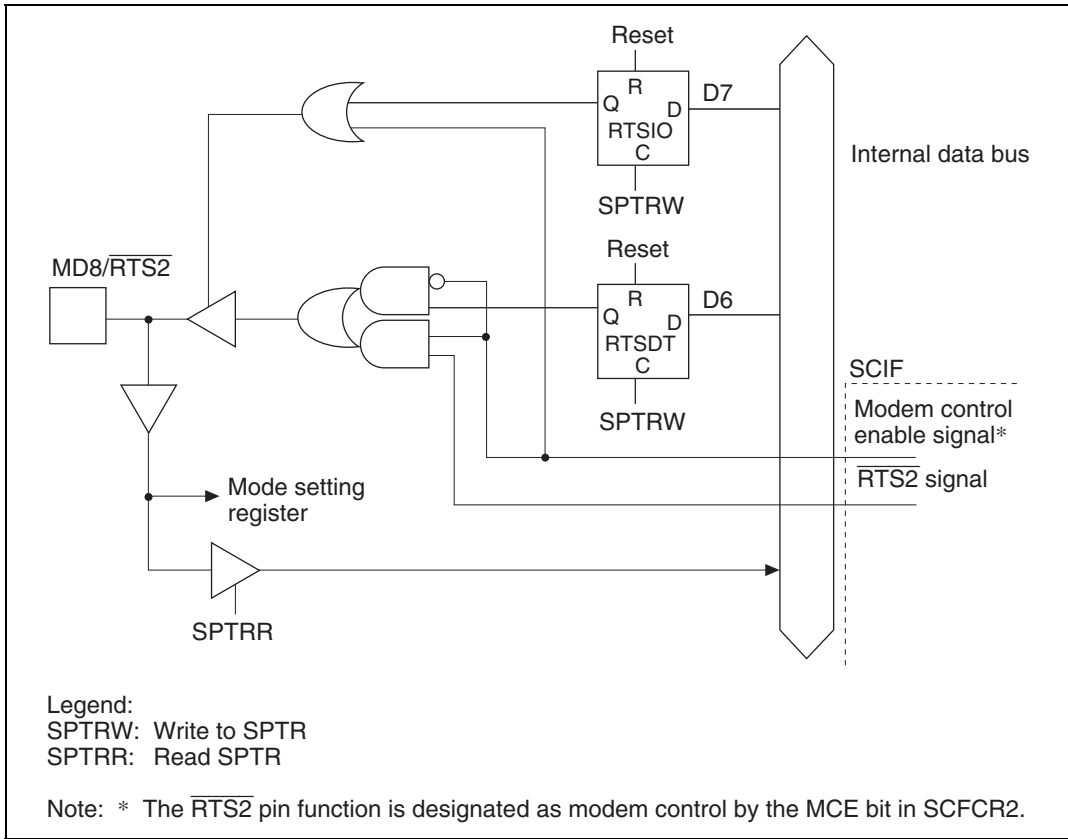 Reset
R
Q
D
D7
RTSIO
C
Internal data bus
SPTRW
Reset
MD8/RTS2
R
Q
D
D6
RTSDT
C
SCIF
SPTRW
Modem control
enable signal*
RTS2 signal
Mode setting
register
SPTRR
Legend:
SPTRW: Write to SPTR
SPTRR: Read SPTR
Note: * The RTS2 pin function is designated as modem control by the MCE bit in SCFCR2.